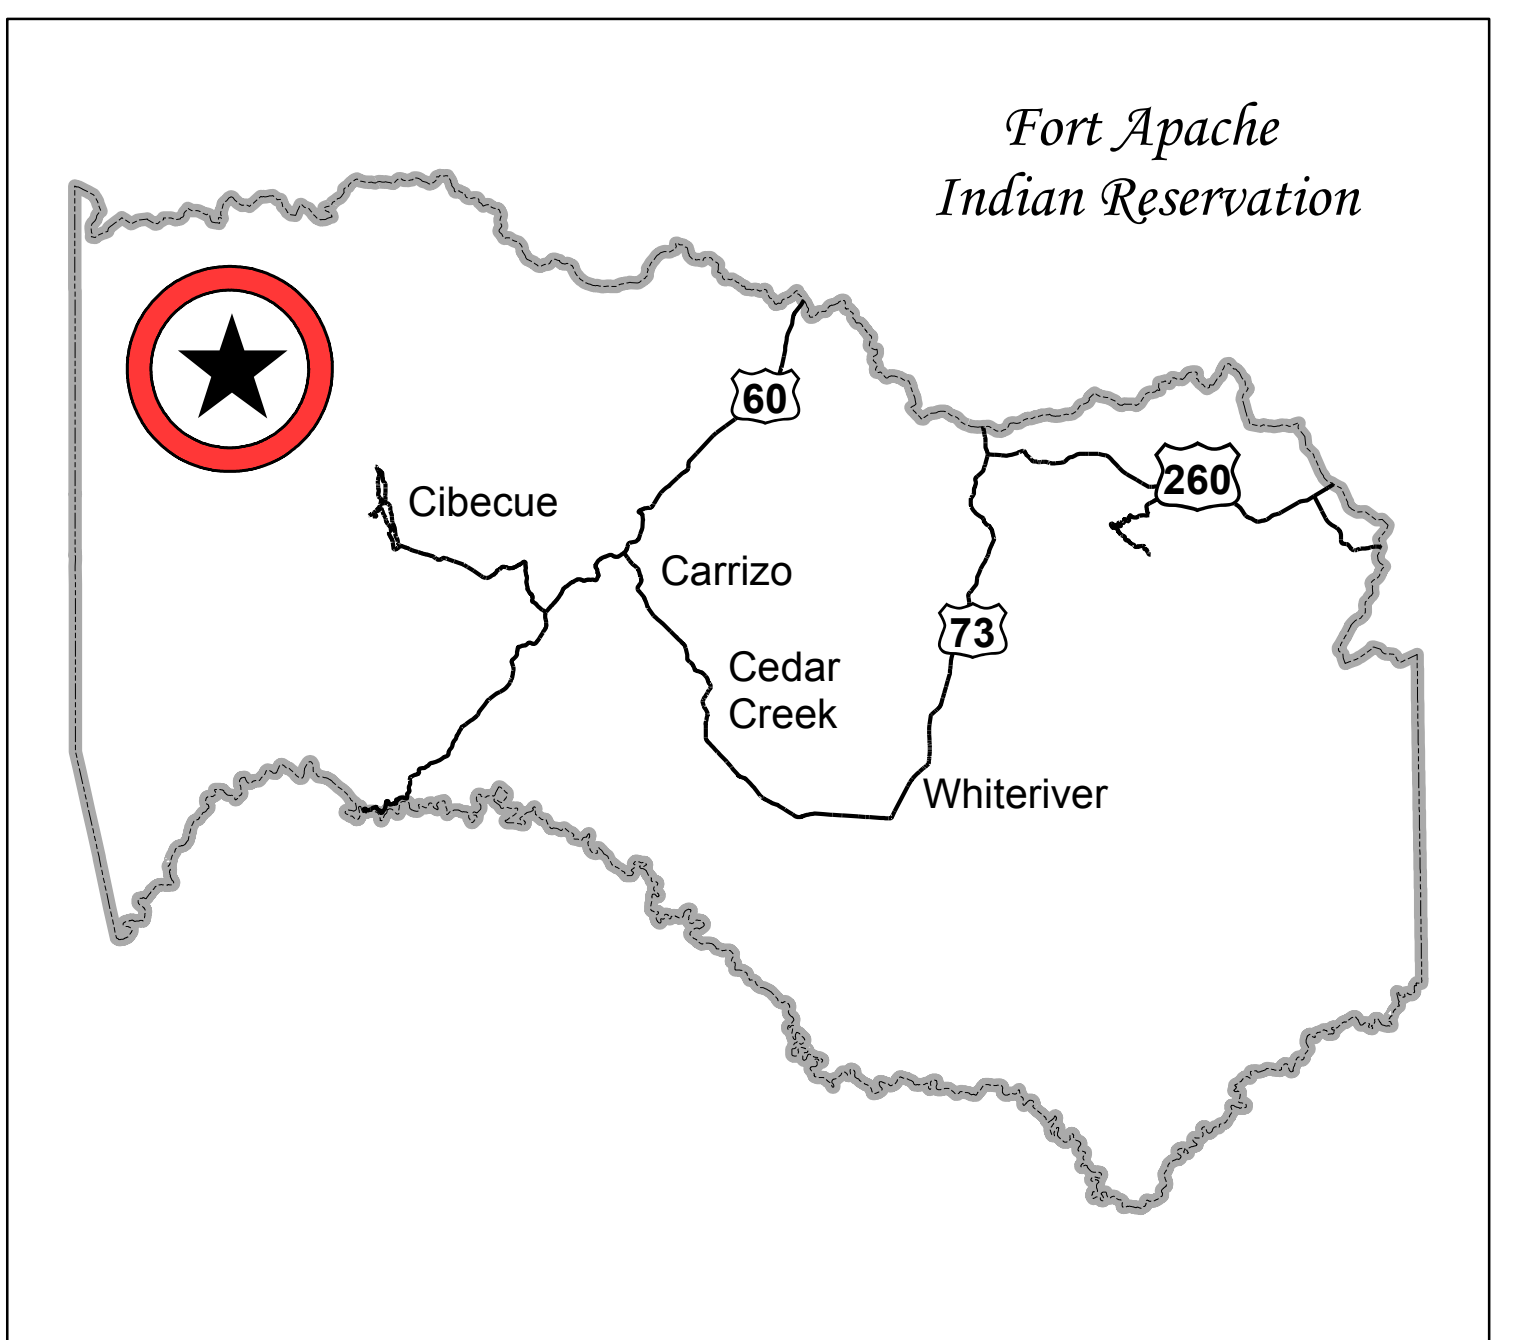 Fort Apache
Indian Reservation
60
260
Cibecue
Carrizo
73
Cedar
Creek
Whiteriver